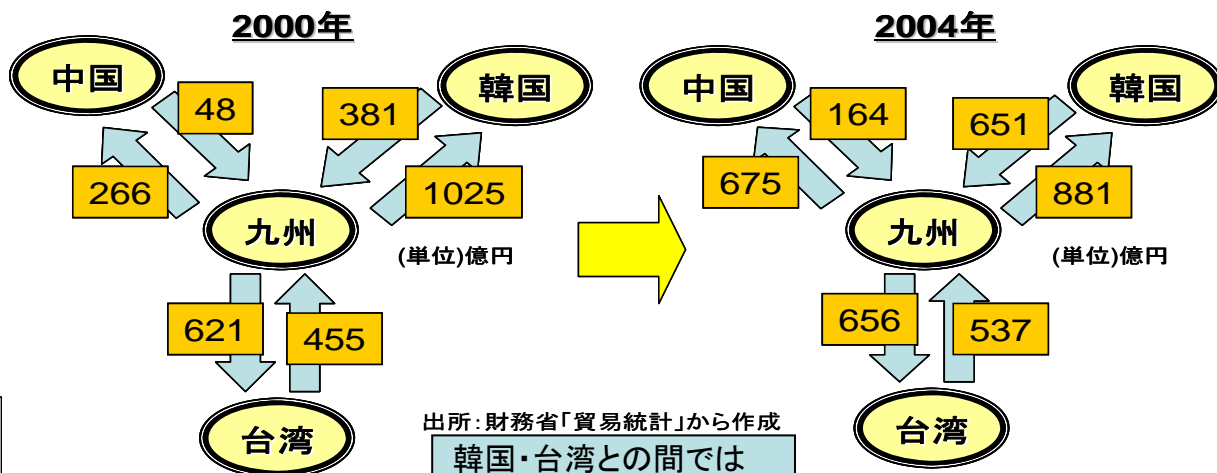 2000年
中国
韓国
48
381
266
1025
九州
(単位)億円
621
455
台湾
2004年
中国
韓国
164
651
675
881
九州
(単位)億円
656
537
台湾
出所:財務省「貿易統計」から作成
韓国・台湾との間では